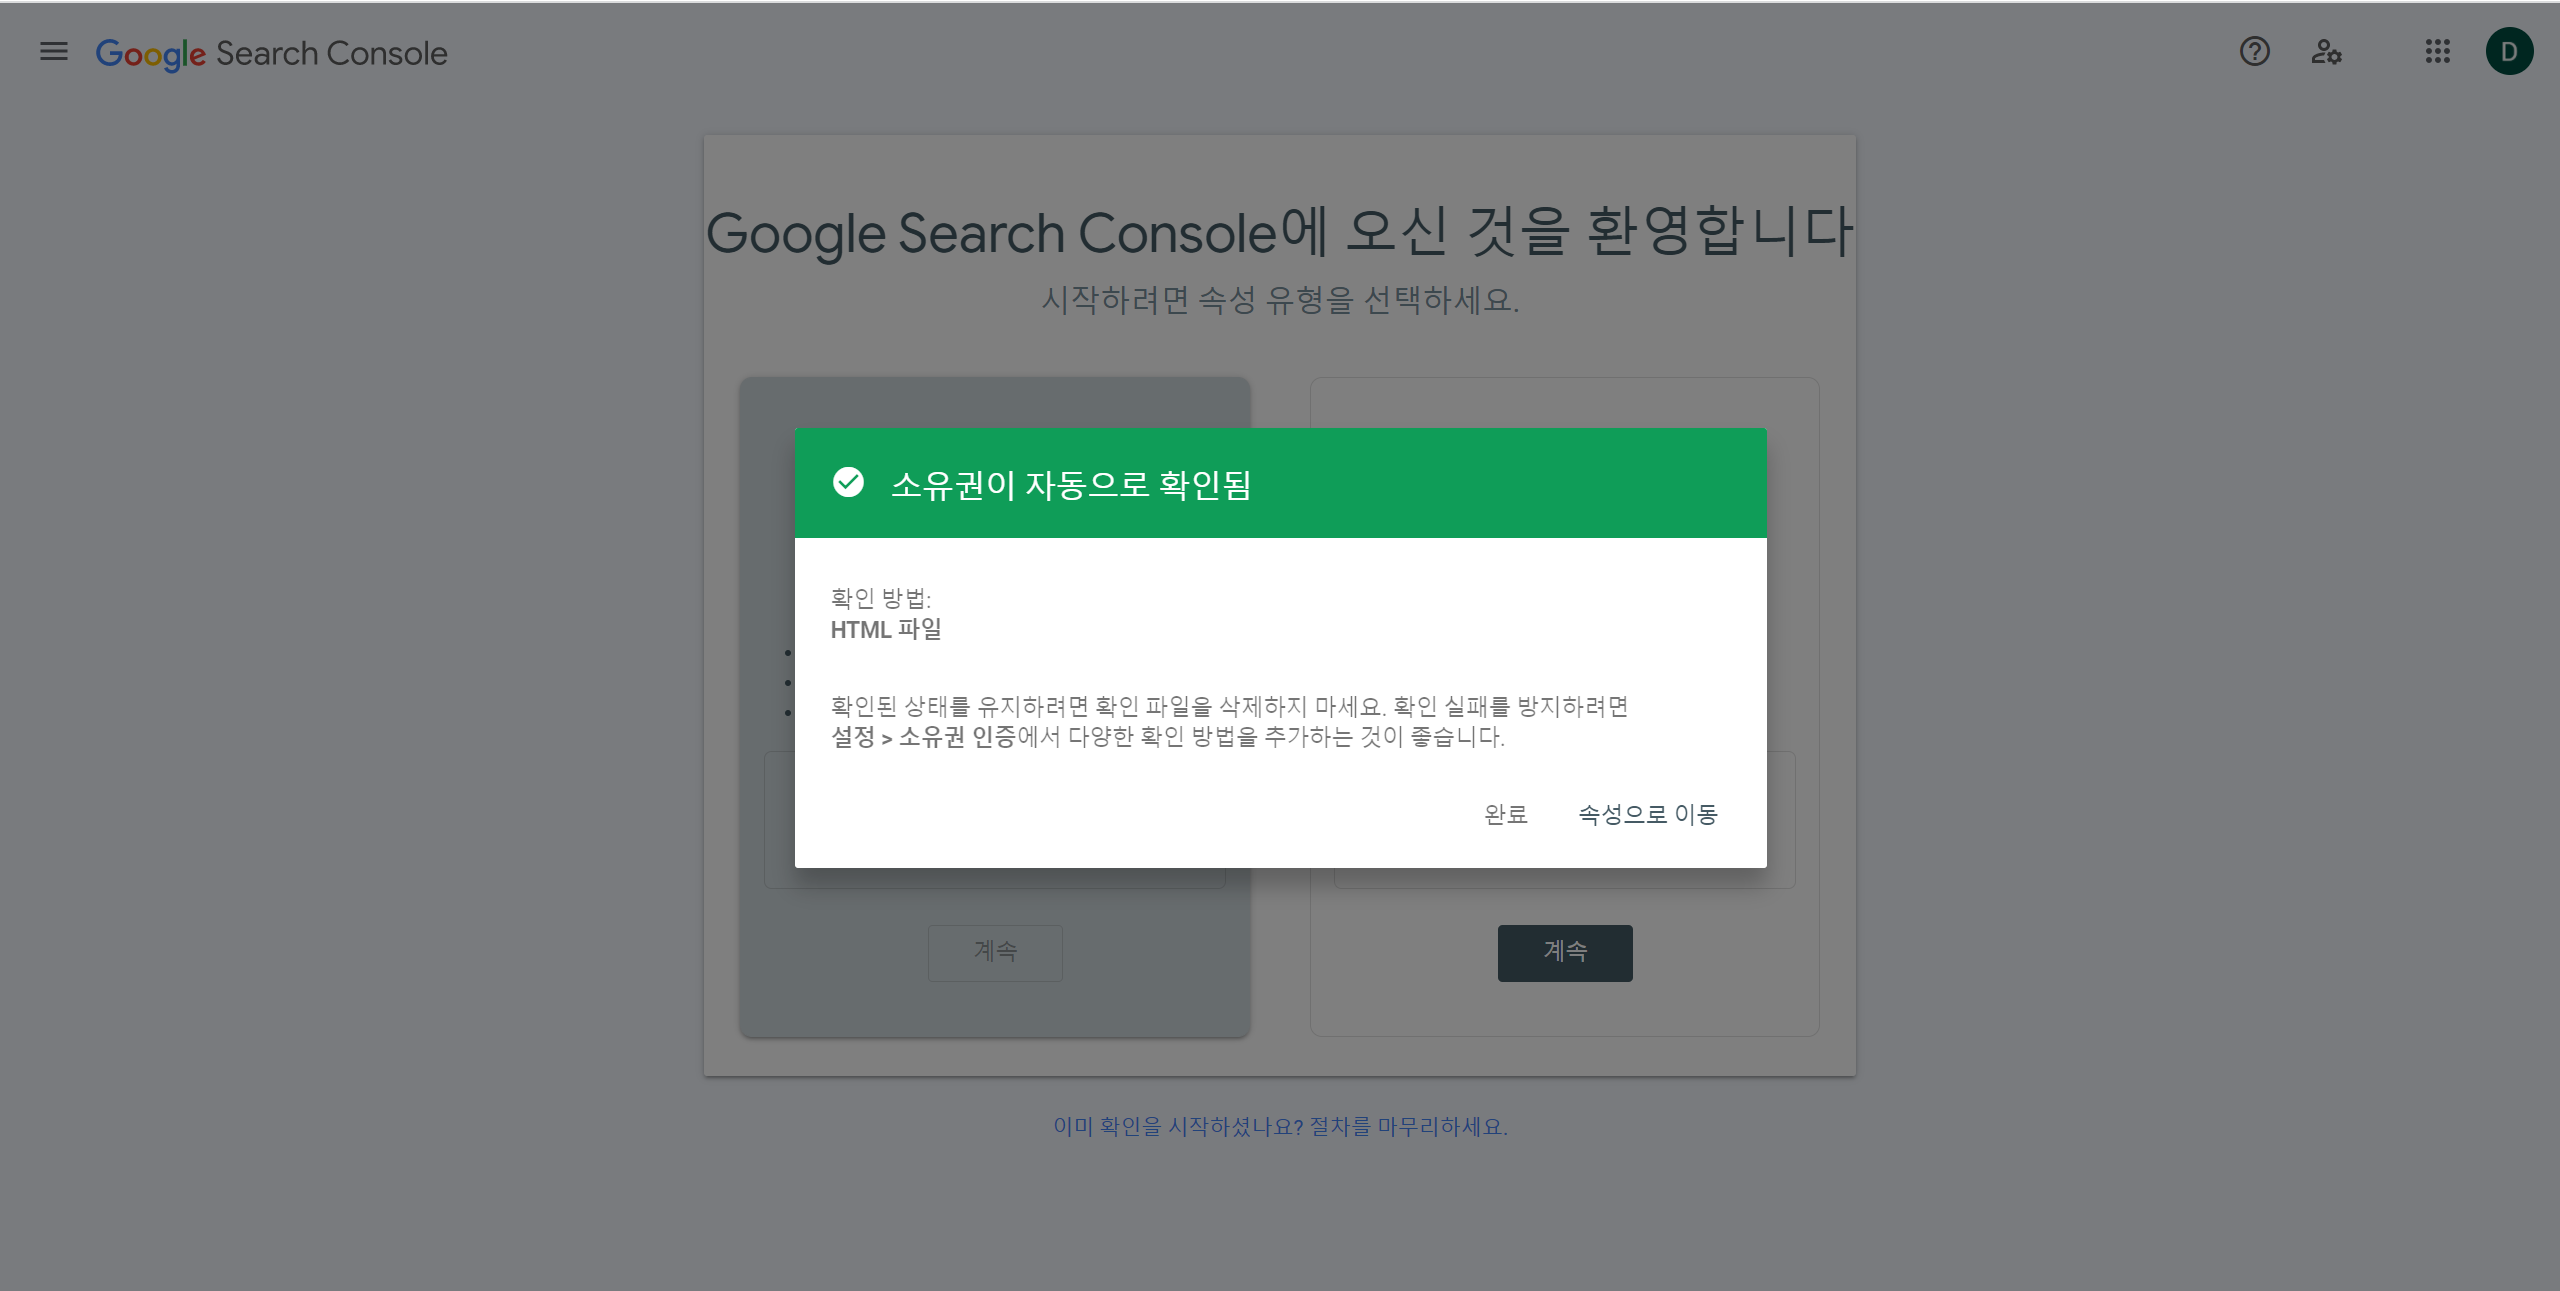 Google Search Console
D
Google Search Console에 오신 것을 환영합니다
시작하려면 속성 유형을 선택하세요.
소유권이 자동으로 확인됨
확인 방법:
HTML 파일
확인된 상태를 유지하려면 확인 파일을 삭제하지 마세요. 확인 실패를 방지하려면
설정 > 소유권 인증에서 다양한 확인 방법을 추가하는 것이 좋습니다.
완료 속성으로 이동
계속 계속
이미 확인을 시작하셨나요? 절차를 마무리하세요.